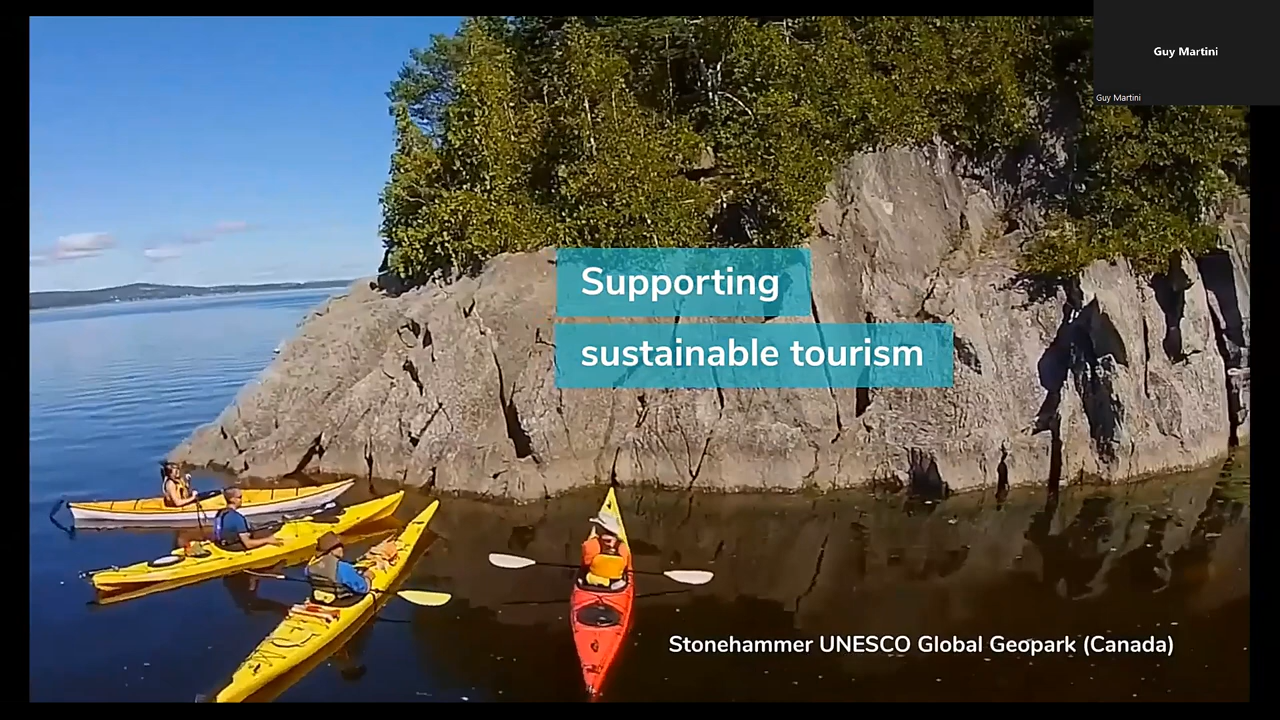 Guy Martini
Guy Martini
Supporting
sustainable tourism
Stonehammer UNESCO Global Geopark (Canada)